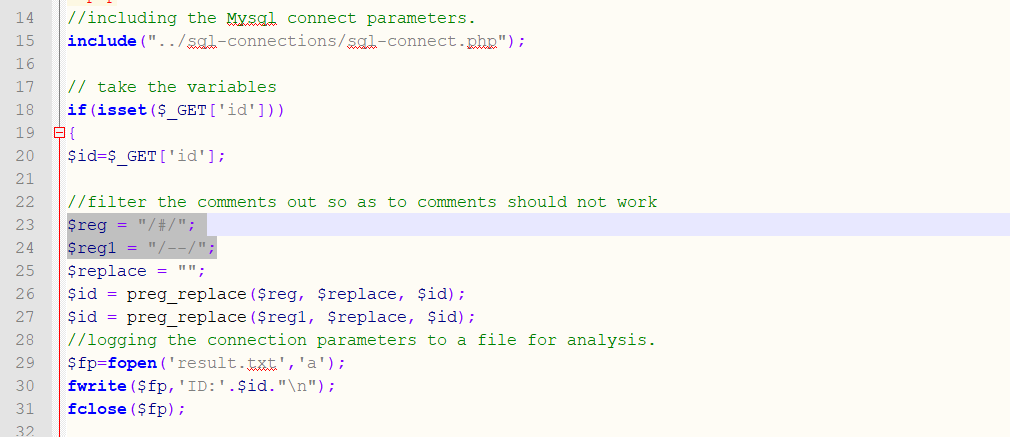 14 //including the Mysql connect parameters.
15 include("../sql-connections/sql-connect.php");
16
17 // take the variables
18 if(isset($_GET['id']))
19 {
20 $id=$_GET['id'];
21
22 //filter the comments out so as to comments should not work
23 $reg = "/#/";
24 $reg1 = "/--/";
25 $replace = "";
26 $id = preg_replace($reg, $replace, $id);
27 $id = preg_replace($reg1, $replace, $id);
28 //logging the connection parameters to a file for analysis.
29 $fp=fopen('result.txt','a');
30 fwrite($fp,'ID:'.$id."\n");
31 fclose($fp);
32